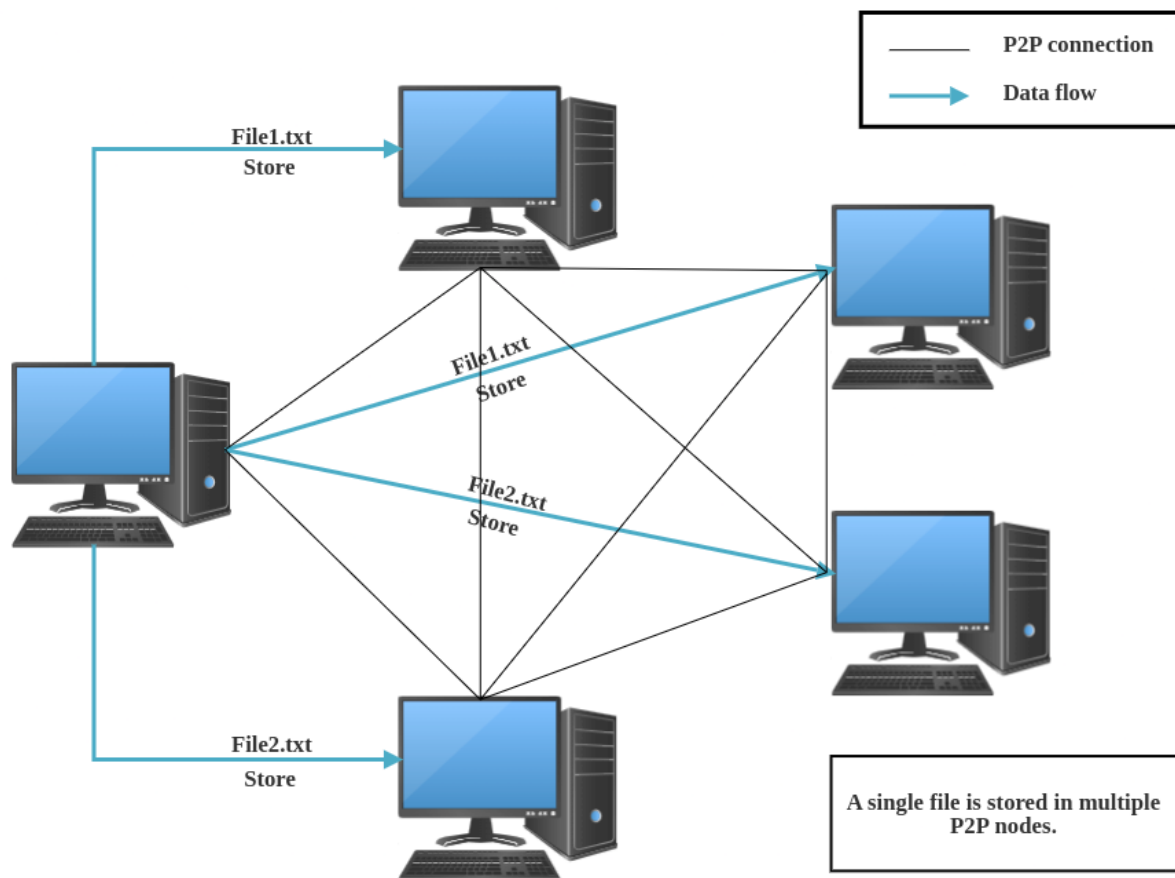 P2P connection
Data flow
File1.txt
Store
File1.txt
Store
File2.txt
Store
File2.txt
Store
A single file is stored in multiple
P2P nodes.